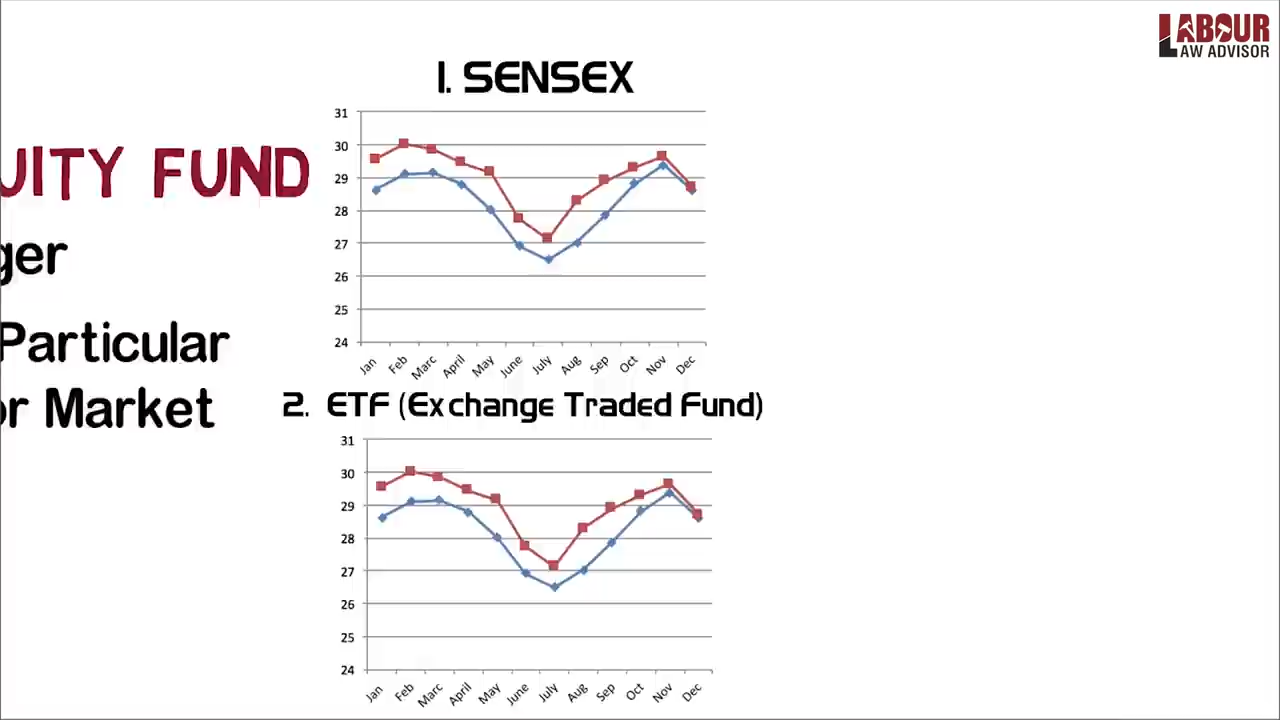 LABOUR
LAW ADVISOR
1. SENSEX
31
30
29
28
27
26
25
24
Jan Feb Marc April May June July Aug Sep Oct Nov Dec
UITY FUND
ger
Particular
or Market
2. ETF (Exchange Traded Fund)
31
30
29
28
27
26
25
24
Jan Feb Marc April May June July Aug Sep Oct Nov Dec